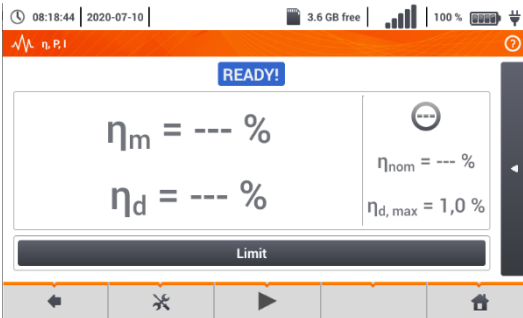 08:18:44 2020-07-10 3.6 GB free 100 %
η, P, I
READY!
ηm = --- %
ηd = --- %
---
ηnom = --- %
ηd, max = 1,0 %
Limit